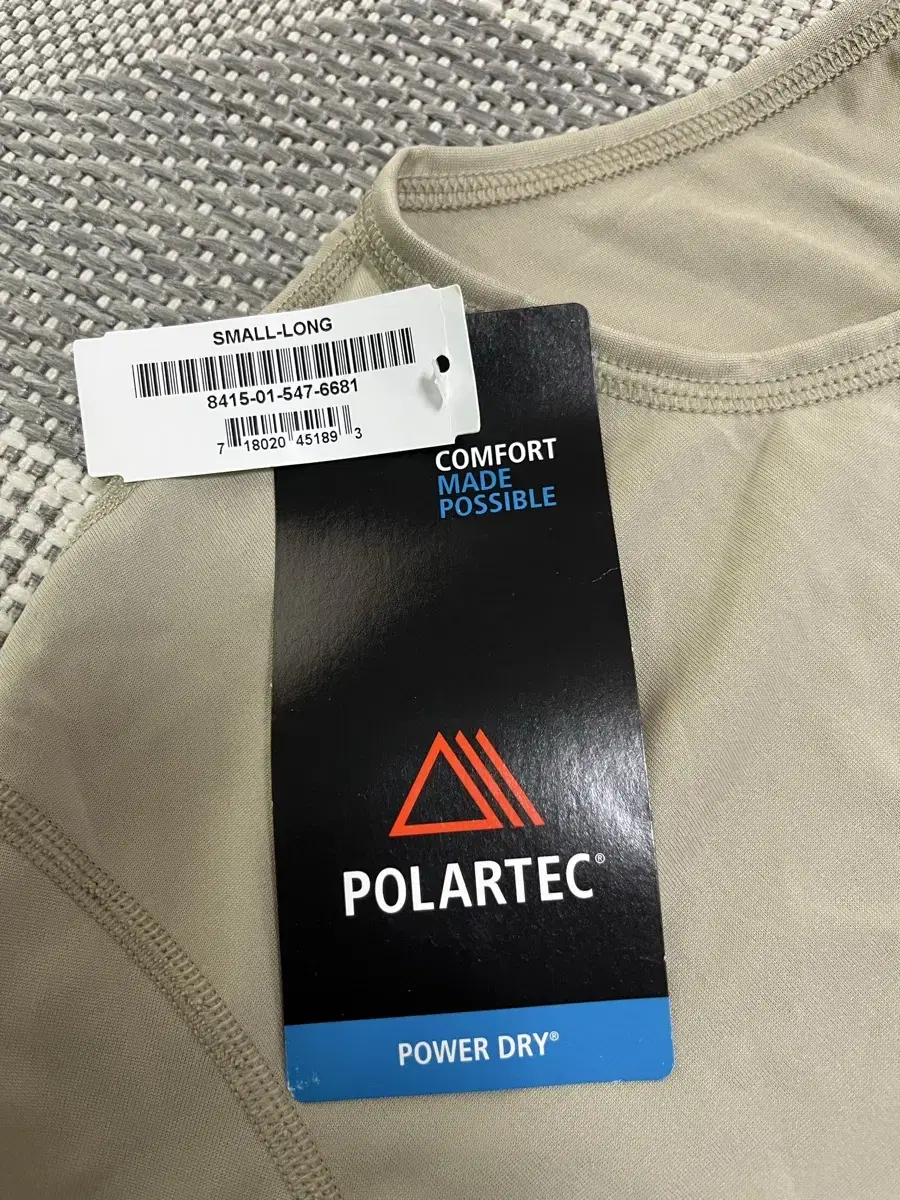 SMALL-LONG
8415-01-547-6681
7 18020 45189 3
COMFORT
MADE
POSSIBLE
POLARTEC®
POWER DRY®